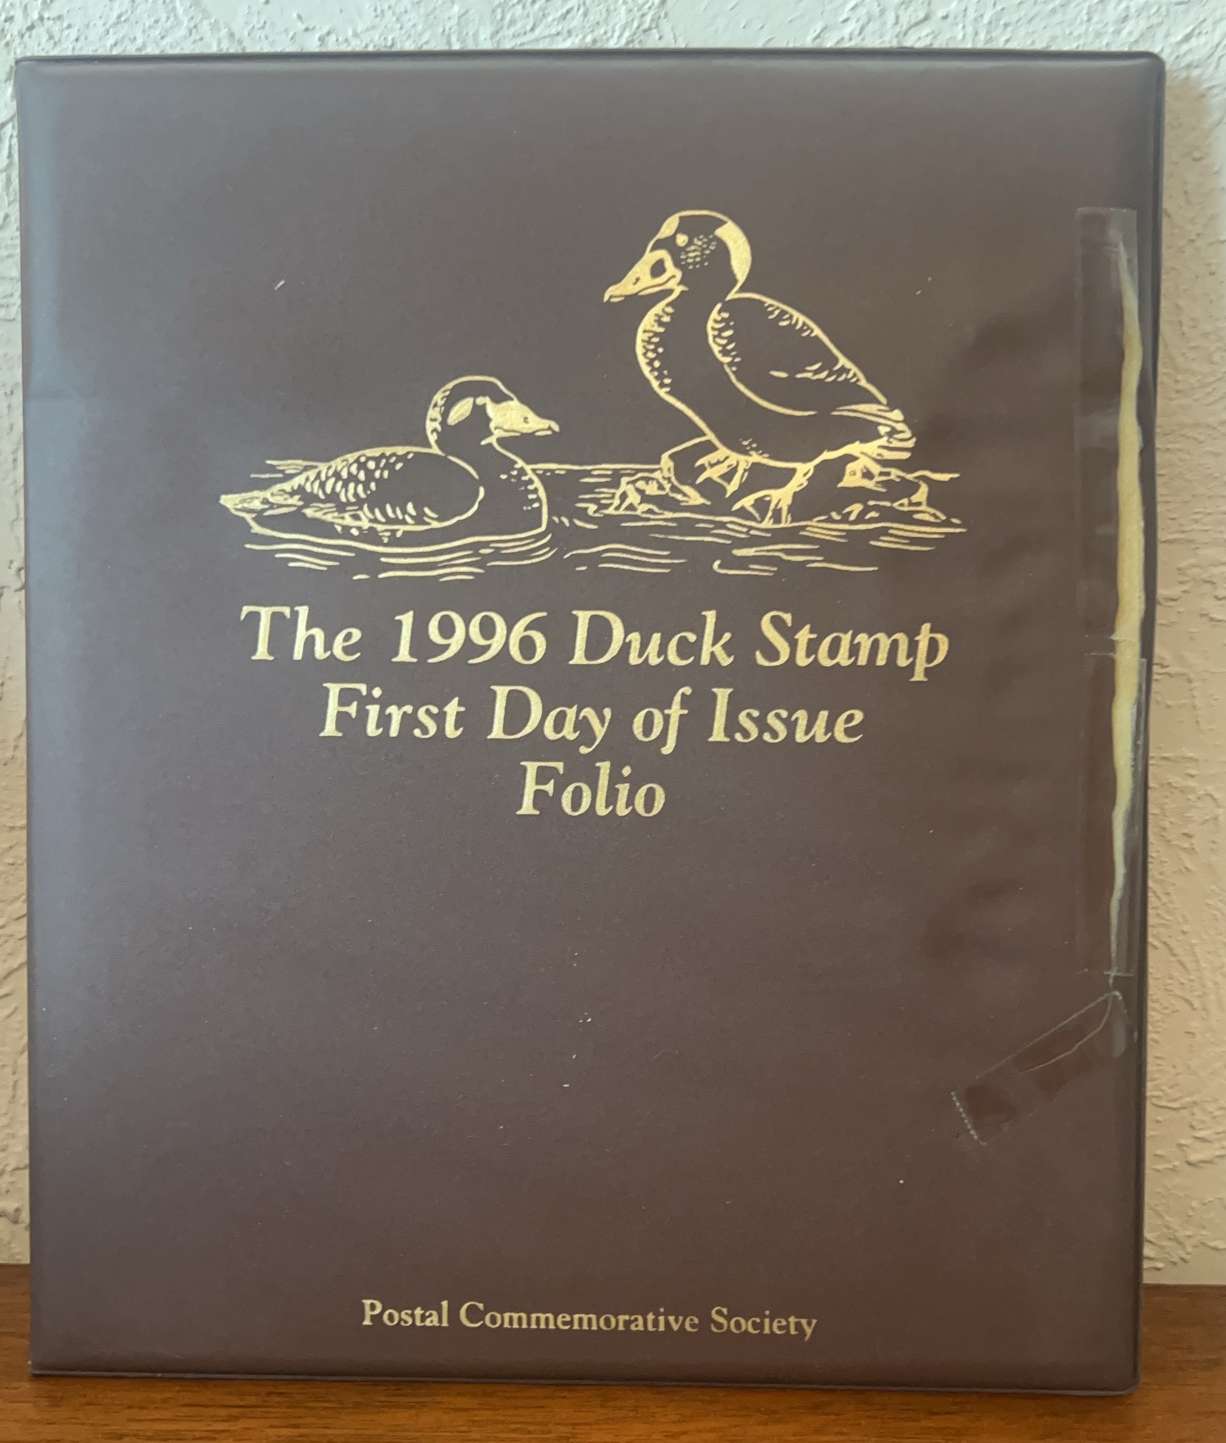 The 1996 Duck Stamp
First Day of Issue
Folio
Postal Commemorative Society